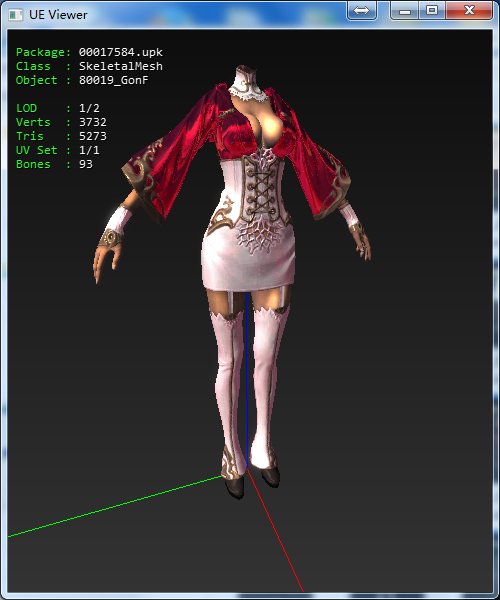 UE Viewer
Package: 00017584.upk
Class : SkeletalMesh
Object : 80019_GonF
LOD : 1/2
Verts : 3732
Tris : 5273
UV Set : 1/1
Bones : 93